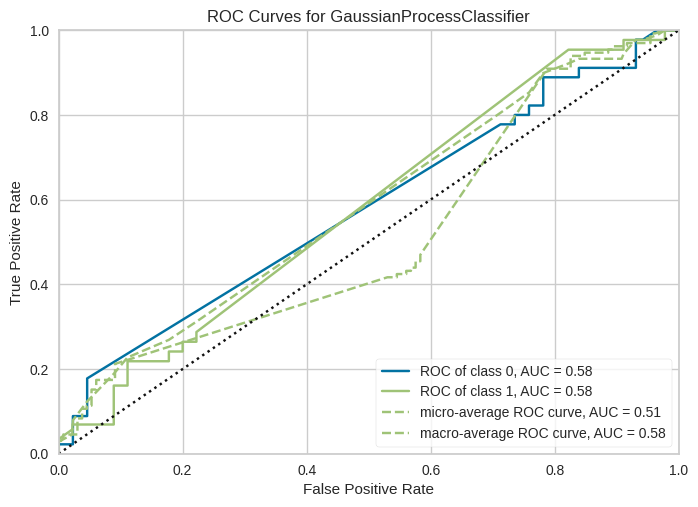 ROC Curves for GaussianProcessClassifier
1.0
0.8
0.6
0.4
0.2
0.0
True Positive Rate
ROC of class 0, AUC = 0.58
ROC of class 1, AUC = 0.58
micro-average ROC curve, AUC = 0.51
macro-average ROC curve, AUC = 0.58
0.0 0.2 0.4 0.6 0.8 1.0
False Positive Rate